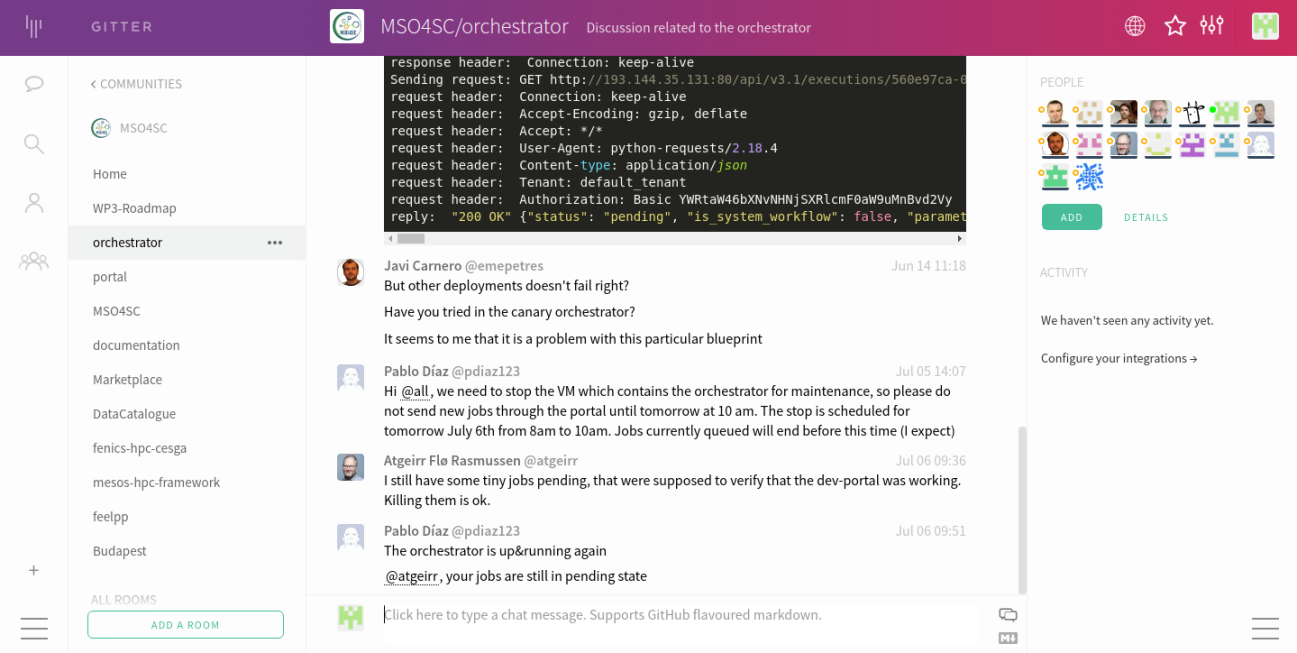 GITTER
MSO4SC/orchestrator Discussion related to the orchestrator
COMMUNITIES
MSO4SC
Home
WP3-Roadmap
orchestrator
portal
MSO4SC
documentation
Marketplace
DataCatalogue
fenics-hpc-cesga
mesos-hpc-framework
feelpp
Budapest
ALL ROOMS
ADD A ROOM
response header:  Connection: keep-alive
Sending request: GET http://193.144.35.131:80/api/v3.1/executions/560e97ca-0
request header:  Connection: keep-alive
request header:  Accept-Encoding: gzip, deflate
request header:  Accept: */*
request header:  User-Agent: python-requests/2.18.4
request header:  Content-type: application/json
request header:  Tenant: default_tenant
request header:  Authorization: Basic YWRtaW46bXNvNHNjSXRlcmF0aW9uMnBvd2Vy
reply:  "200 OK" {"status": "pending", "is_system_workflow": false, "paramet
Javi Carnero @emepetres Jun 14 11:18
But other deployments doesn't fail right?
Have you tried in the canary orchestrator?
It seems to me that it is a problem with this particular blueprint
Pablo Díaz @pdiaz123 Jul 05 14:07
Hi @all, we need to stop the VM which contains the orchestrator for maintenance, so please do
not send new jobs through the portal until tomorrow at 10 am. The stop is scheduled for
tomorrow July 6th from 8am to 10am. Jobs currently queued will end before this time (I expect)
Atgeirr Flø Rasmussen @atgeirr Jul 06 09:36
I still have some tiny jobs pending, that were supposed to verify that the dev-portal was working.
Killing them is ok.
Pablo Díaz @pdiaz123 Jul 06 09:51
The orchestrator is up&running again
@atgeirr, your jobs are still in pending state
Click here to type a chat message. Supports GitHub flavoured markdown.
M
PEOPLE
ADD DETAILS
ACTIVITY
We haven't seen any activity yet.
Configure your integrations →